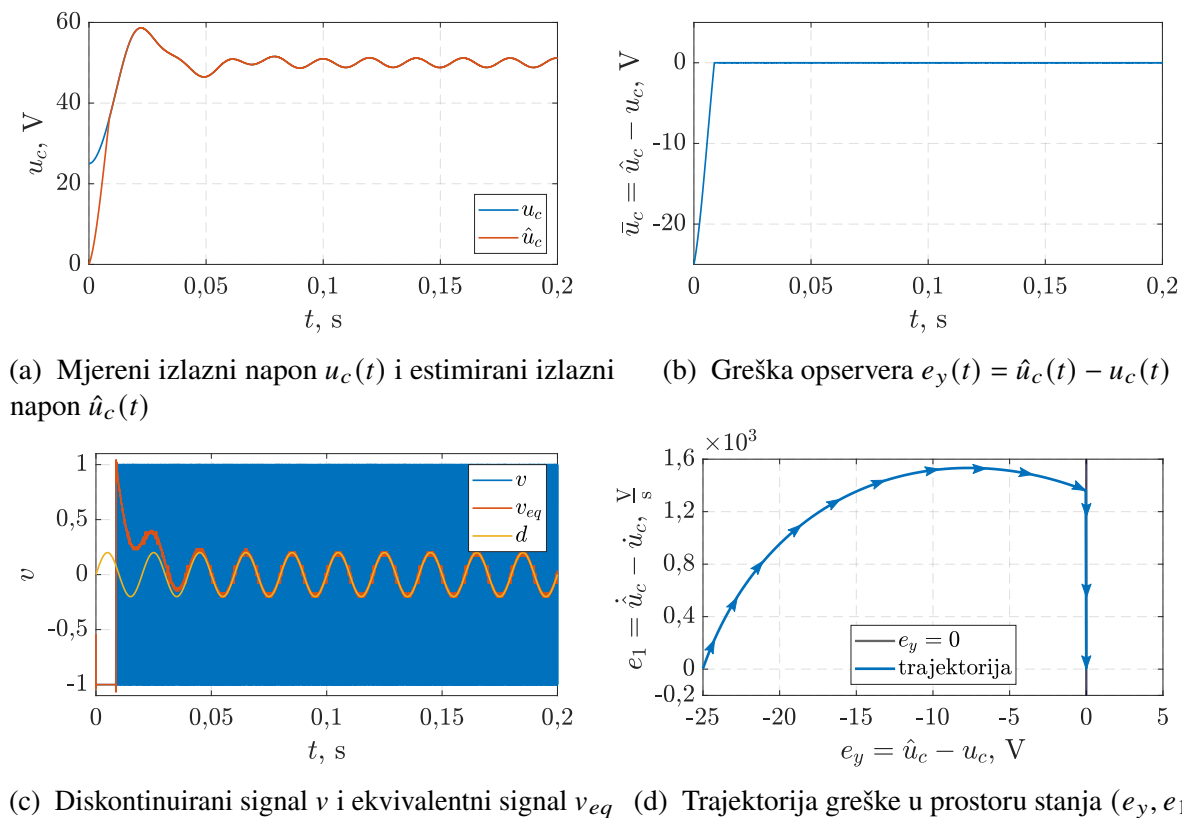 60
40
20
0
0
0,05
0,1
0,15
0,2
u_c, V
t, s
u_c
û_c
0
-10
-20
0
0,05
0,1
0,15
0,2
ū_c = û_c − u_c, V
t, s
(a) Mjereni izlazni napon u_c(t) i estimirani izlazni
napon û_c(t)
(b) Greška opservera e_y(t) = û_c(t) − u_c(t)
1
0,5
0
-0,5
-1
0
0,05
0,1
0,15
0,2
v
t, s
v
v_eq
d
×10³
1,6
1,2
0,8
0,4
0
-0,2
-25
-20
-15
-10
-5
0
5
e_1 = û̇_c − u̇_c, V/s
e_y = û_c − u_c, V
e_y = 0
trajektorija
(c) Diskontinuirani signal v i ekvivalentni signal v_eq
(d) Trajektorija greške u prostoru stanja (e_y, e_1